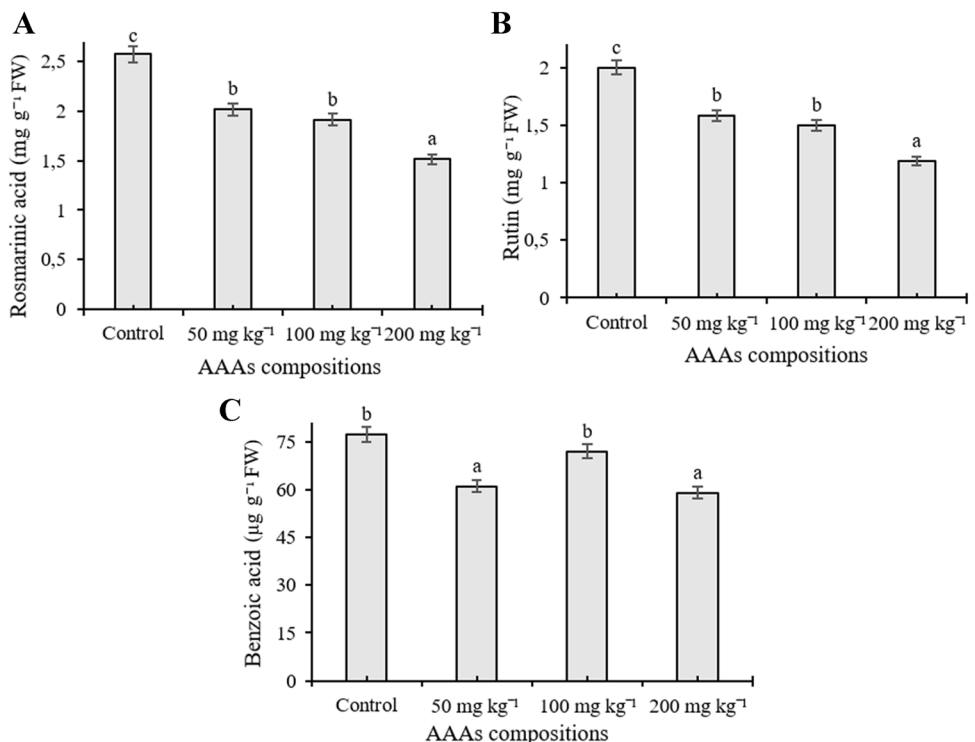 A
Rosmarinic acid (mg g⁻¹ FW)
2,5
2
1,5
1
0,5
0
c
b
b
a
Control
50 mg kg⁻¹
100 mg kg⁻¹
200 mg kg⁻¹
AAAs compositions
B
Rutin (mg g⁻¹ FW)
2
1,5
1
0,5
0
c
b
b
a
Control
50 mg kg⁻¹
100 mg kg⁻¹
200 mg kg⁻¹
AAAs compositions
C
Benzoic acid (µg g⁻¹ FW)
75
60
45
30
15
0
b
a
b
a
Control
50 mg kg⁻¹
100 mg kg⁻¹
200 mg kg⁻¹
AAAs compositions